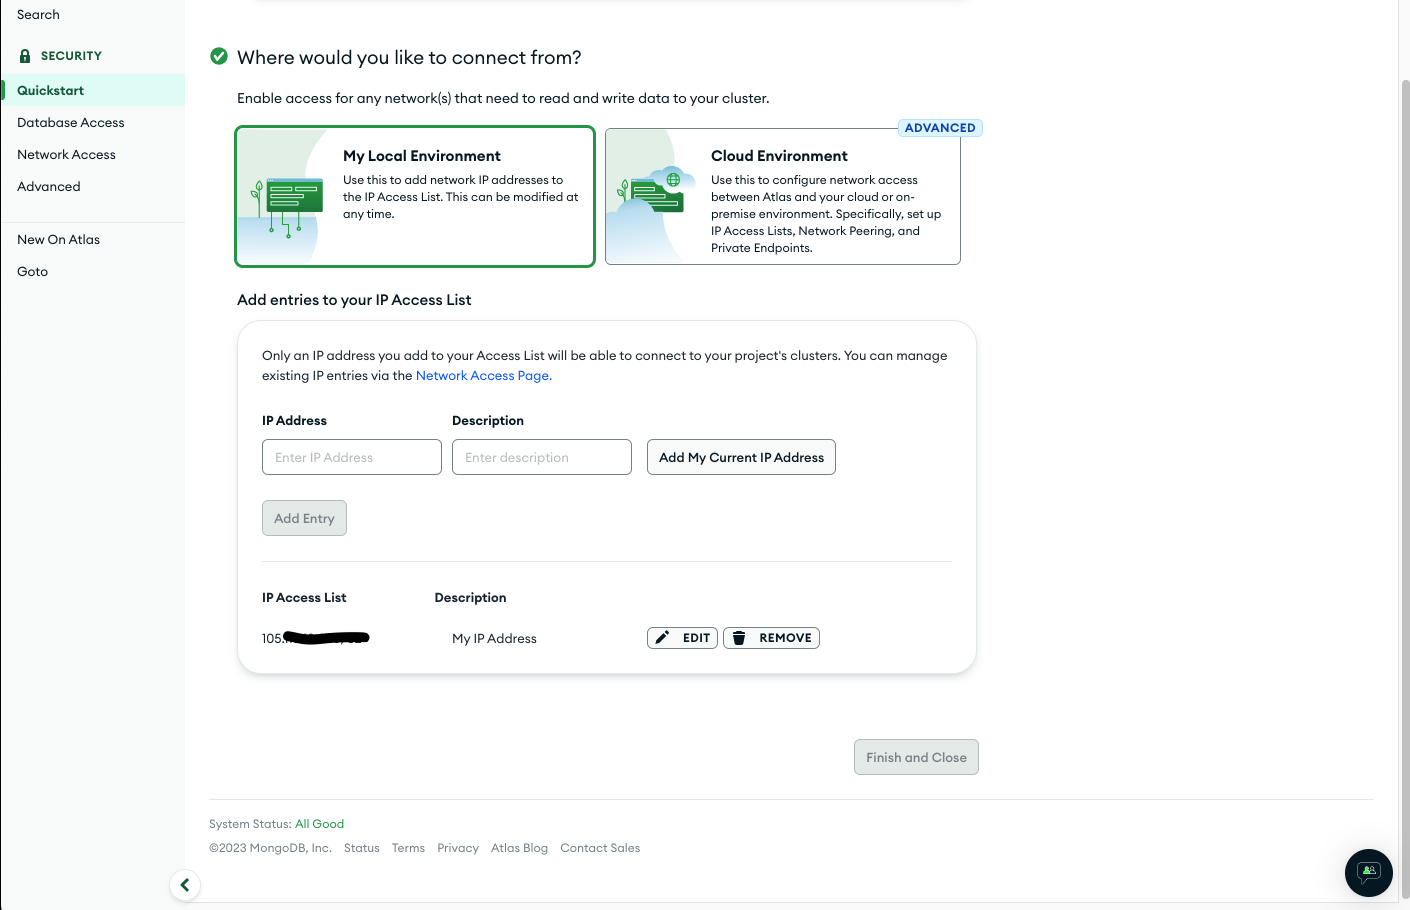 Search
SECURITY
Quickstart
Database Access
Network Access
Advanced
New On Atlas
Goto
Where would you like to connect from?
Enable access for any network(s) that need to read and write data to your cluster.
My Local Environment
Use this to add network IP addresses to
the IP Access List. This can be modified at
any time.
ADVANCED
Cloud Environment
Use this to configure network access
between Atlas and your cloud or on-
premise environment. Specifically, set up
IP Access Lists, Network Peering, and
Private Endpoints.
Add entries to your IP Access List
Only an IP address you add to your Access List will be able to connect to your project's clusters. You can manage
existing IP entries via the Network Access Page.
IP Address Description
Enter IP Address Enter description Add My Current IP Address
Add Entry
IP Access List Description
105. My IP Address EDIT REMOVE
Finish and Close
System Status: All Good
©2023 MongoDB, Inc. Status Terms Privacy Atlas Blog Contact Sales